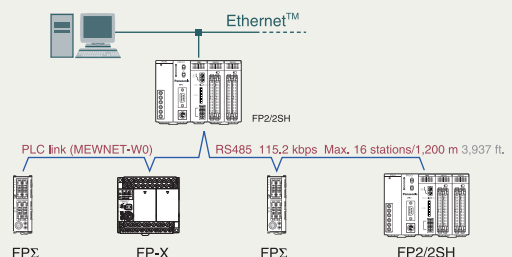 Ethernet™
FP2/2SH
PLC link (MEWNET-W0) RS485 115.2 kbps Max. 16 stations/1,200 m 3,937 ft.
FPΣ FP-X FPΣ FP2/2SH